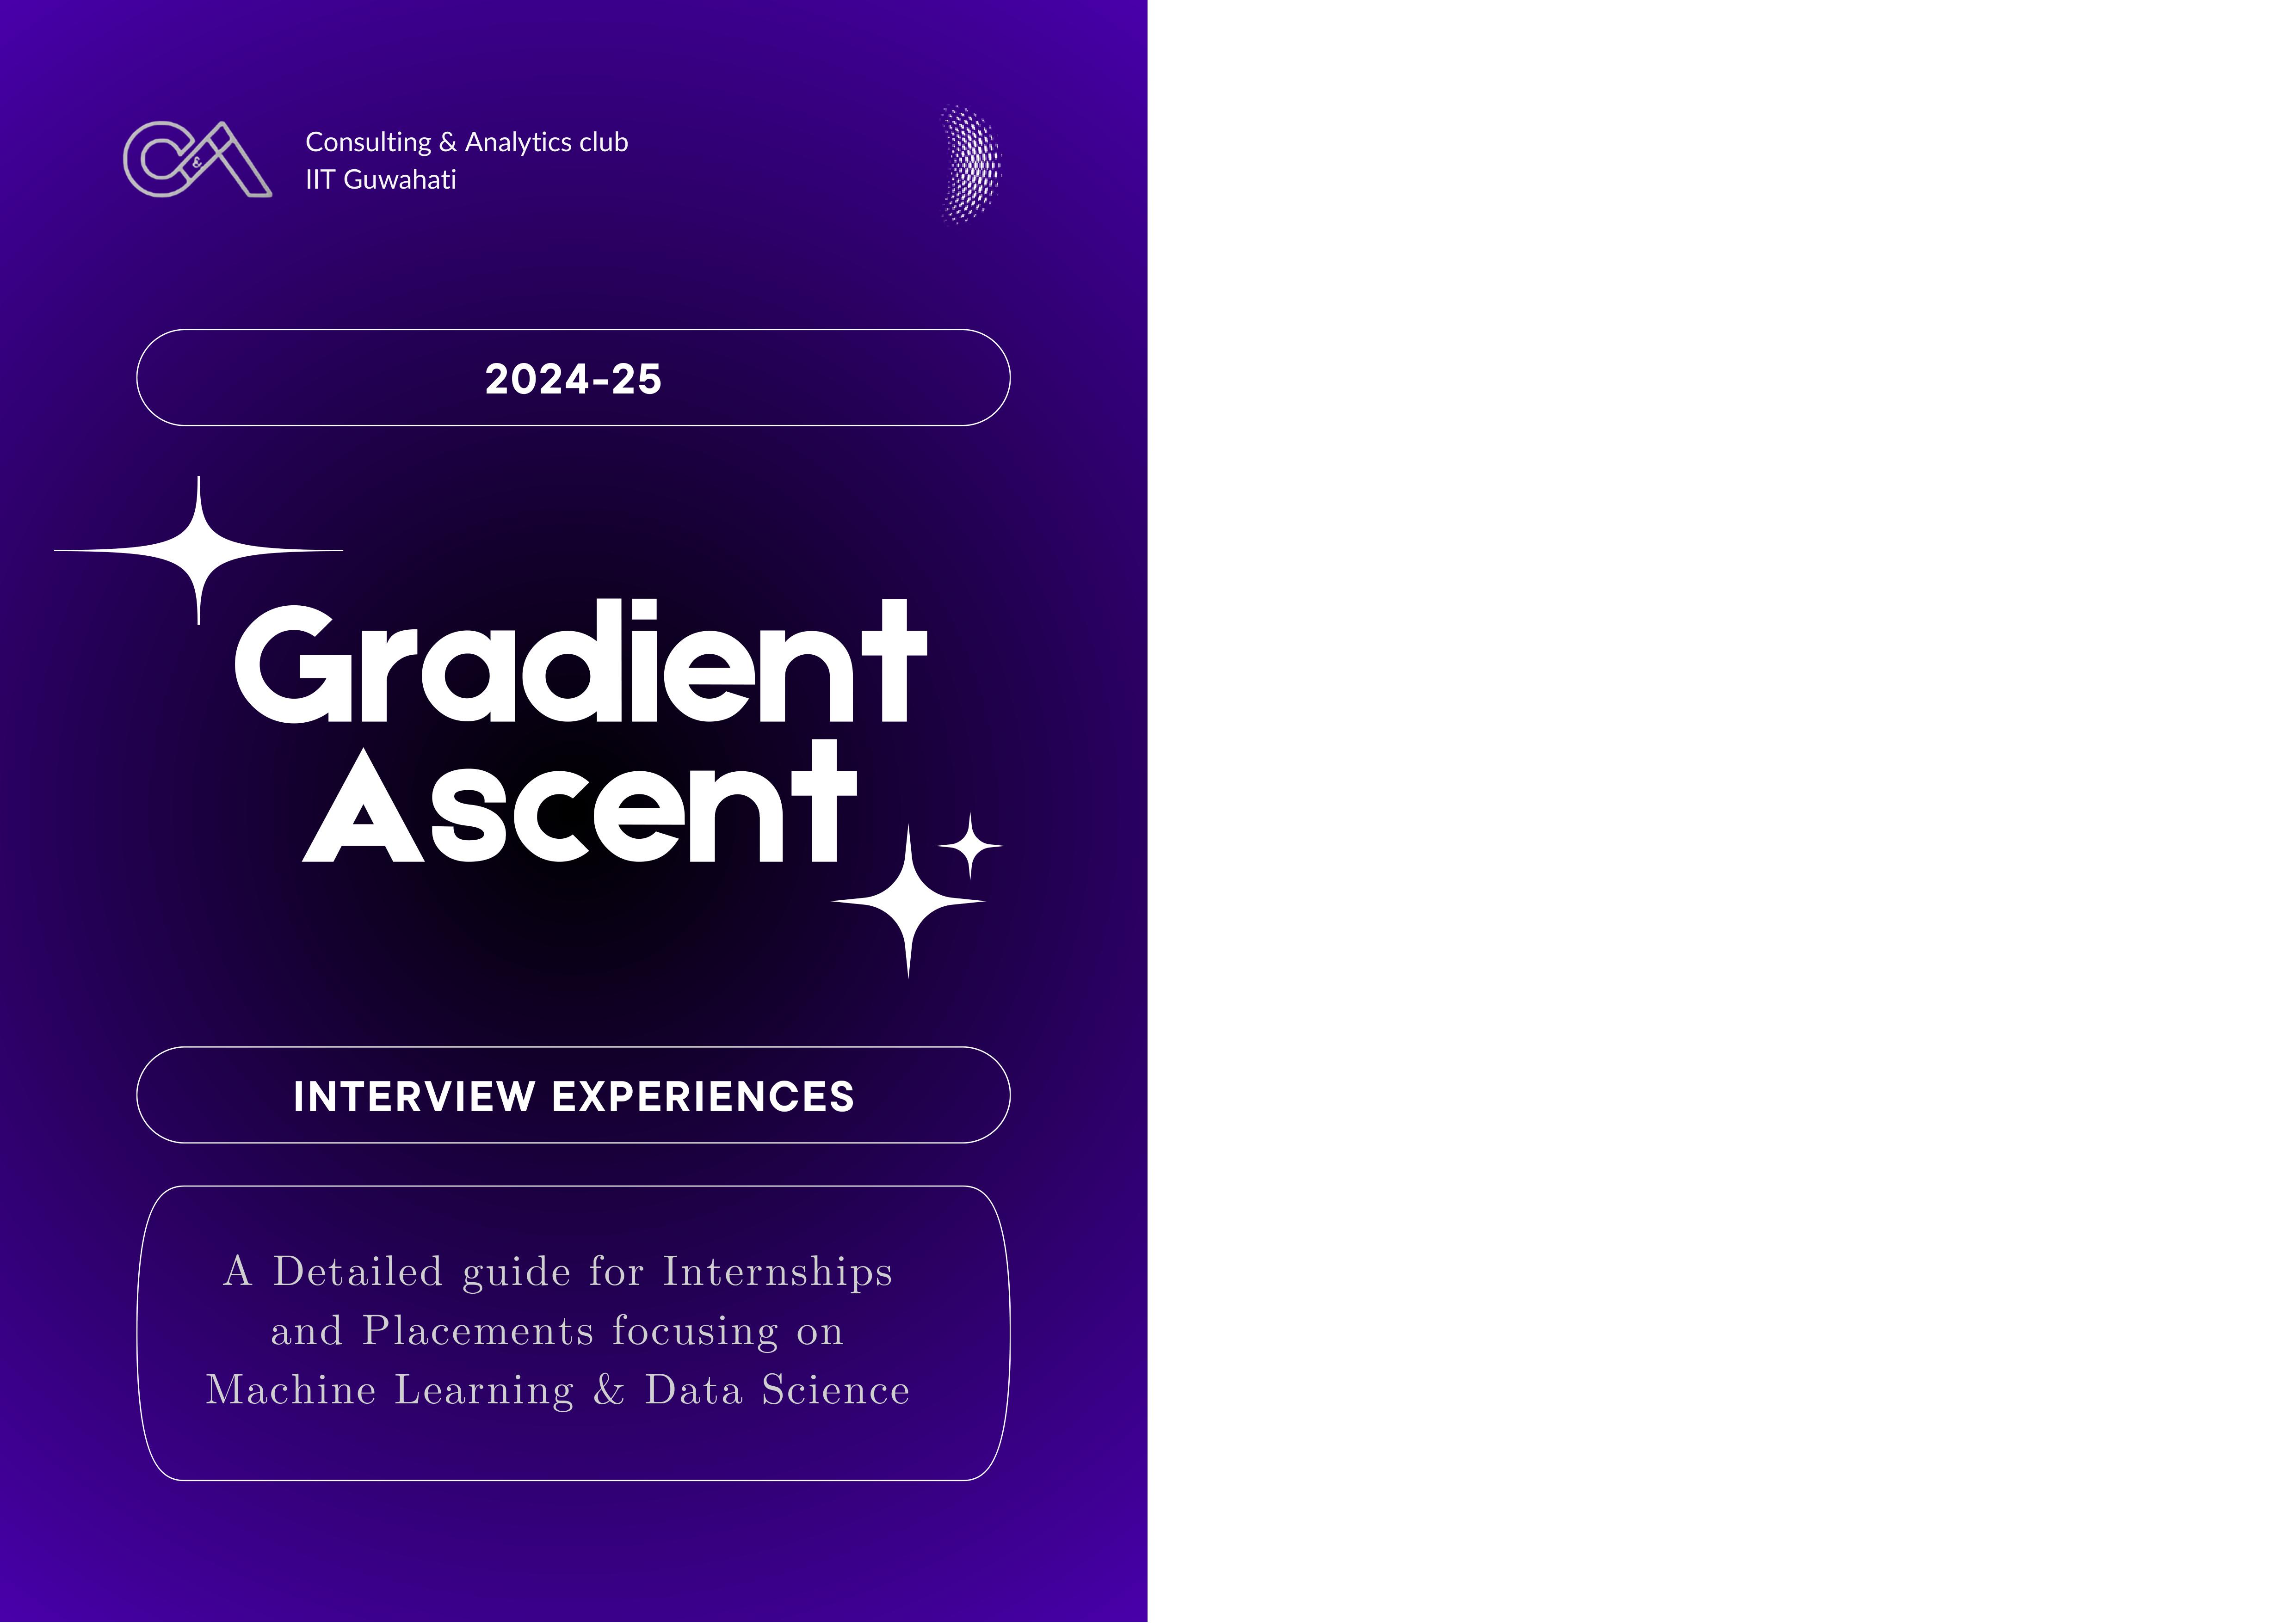 C&A
Consulting & Analytics club
IIT Guwahati
2024-25
Gradient
Ascent
INTERVIEW EXPERIENCES
A Detailed guide for Internships
and Placements focusing on
Machine Learning & Data Science